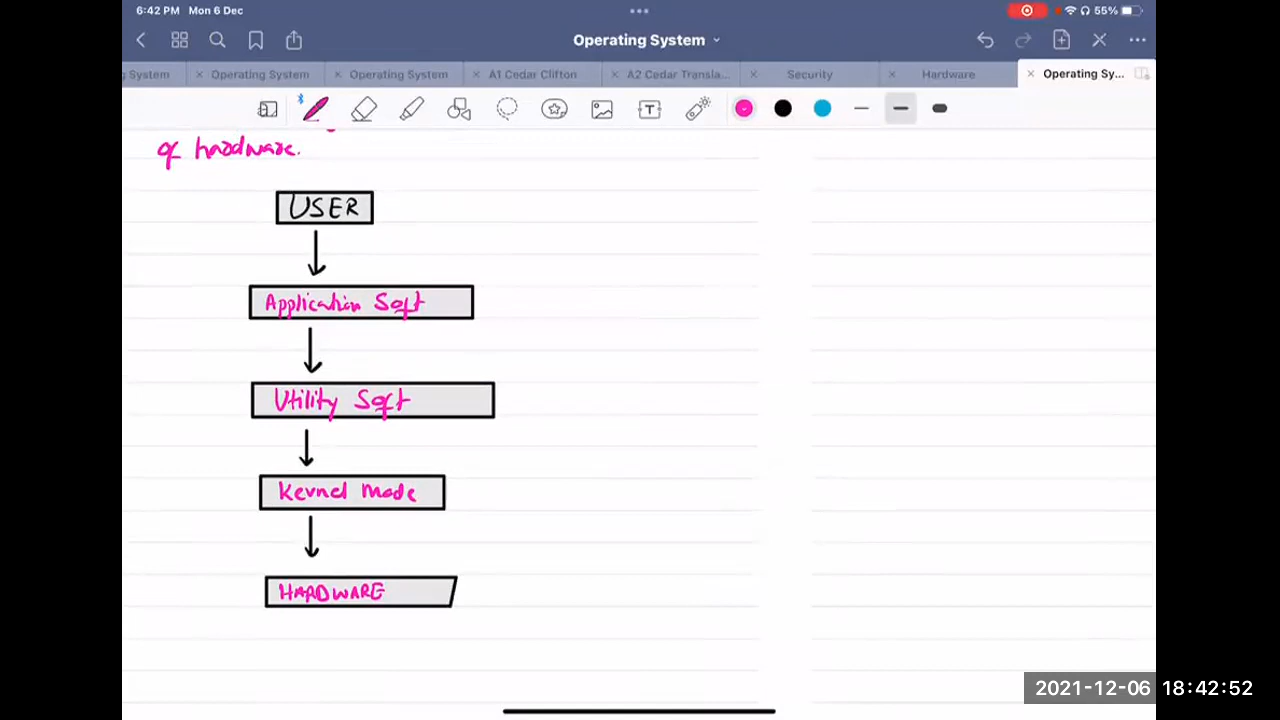 6:42 PM Mon 6 Dec
55%
Operating System
g System
Operating System
Operating System
A1 Cedar Clifton
A2 Cedar Transla...
Security
Hardware
Operating Sy...
of hardware.
USER
Application Soft
Utility Soft
Kernel Mode
HARDWARE
2021-12-06 18:42:52